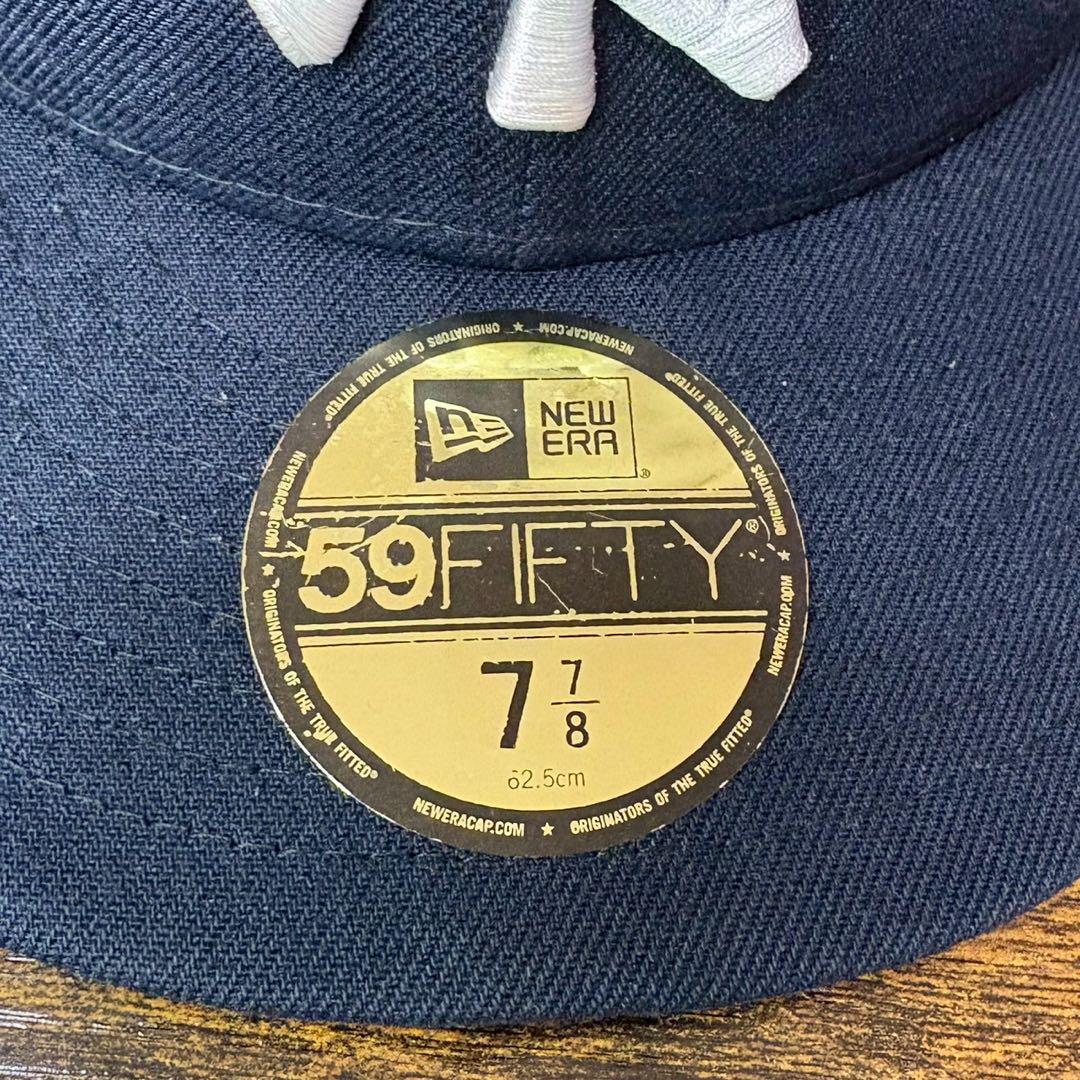 NEWERACAP.COM ★ ORIGINATORS OF THE TRUE FITTED®
NEWERACAP.COM ★ ORIGINATORS OF THE TRUE FITTED®
NEWERACAP.COM ★ ORIGINATORS OF THE TRUE FITTED®
NEWERACAP.COM ★ ORIGINATORS OF THE TRUE FITTED®
NEW
ERA®
59FIFTY®
7 7/8
62.5cm